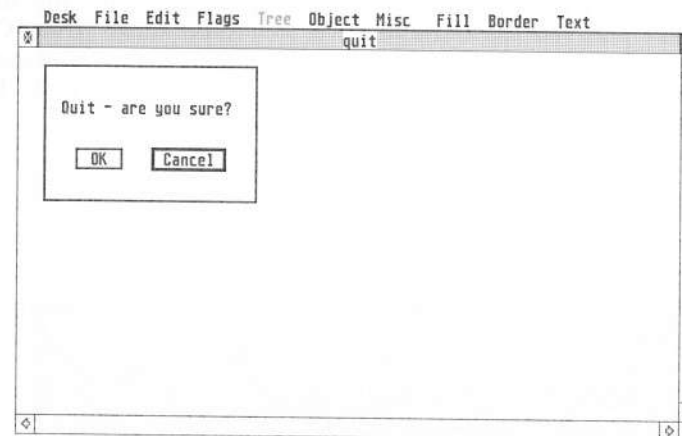 Desk File Edit Flags Tree Object Misc Fill Border Text
quit
Quit - are you sure?
OK Cancel